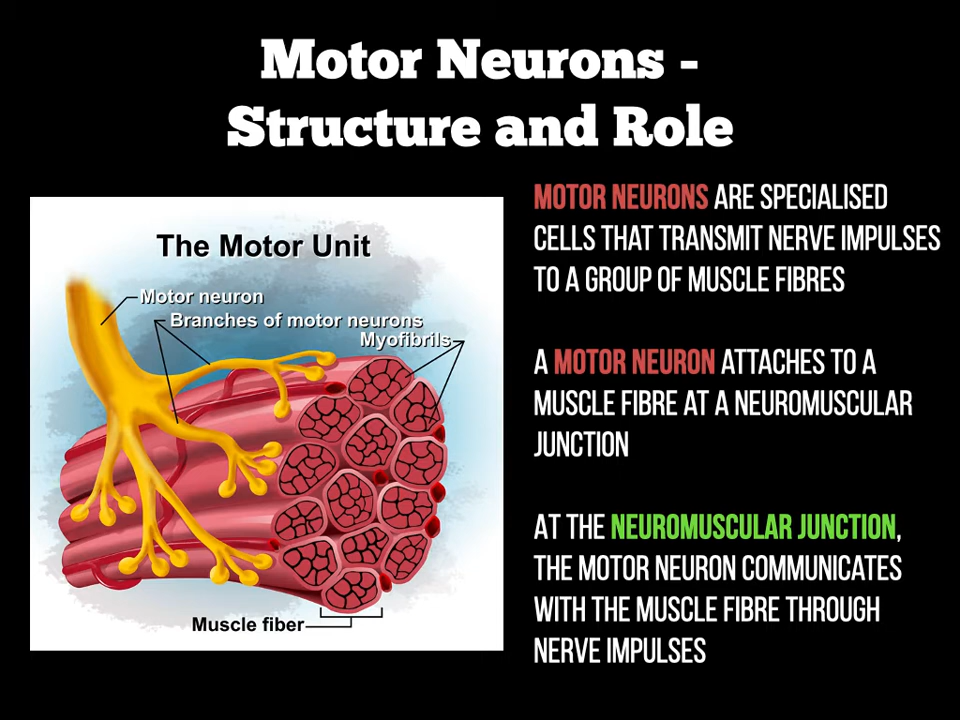 Motor Neurons -
Structure and Role
The Motor Unit
Motor neuron
Branches of motor neurons
Myofibrils
Muscle fiber
MOTOR NEURONS ARE SPECIALISED
CELLS THAT TRANSMIT NERVE IMPULSES
TO A GROUP OF MUSCLE FIBRES
A MOTOR NEURON ATTACHES TO A
MUSCLE FIBRE AT A NEUROMUSCULAR
JUNCTION
AT THE NEUROMUSCULAR JUNCTION,
THE MOTOR NEURON COMMUNICATES
WITH THE MUSCLE FIBRE THROUGH
NERVE IMPULSES